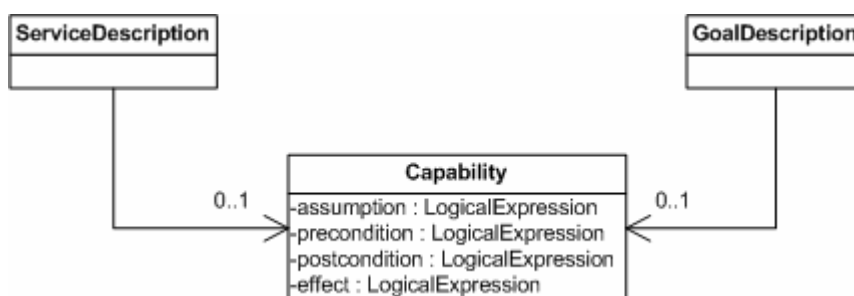 ServiceDescription
GoalDescription
Capability
0..1
0..1
-assumption : LogicalExpression
-precondition : LogicalExpression
-postcondition : LogicalExpression
-effect : LogicalExpression